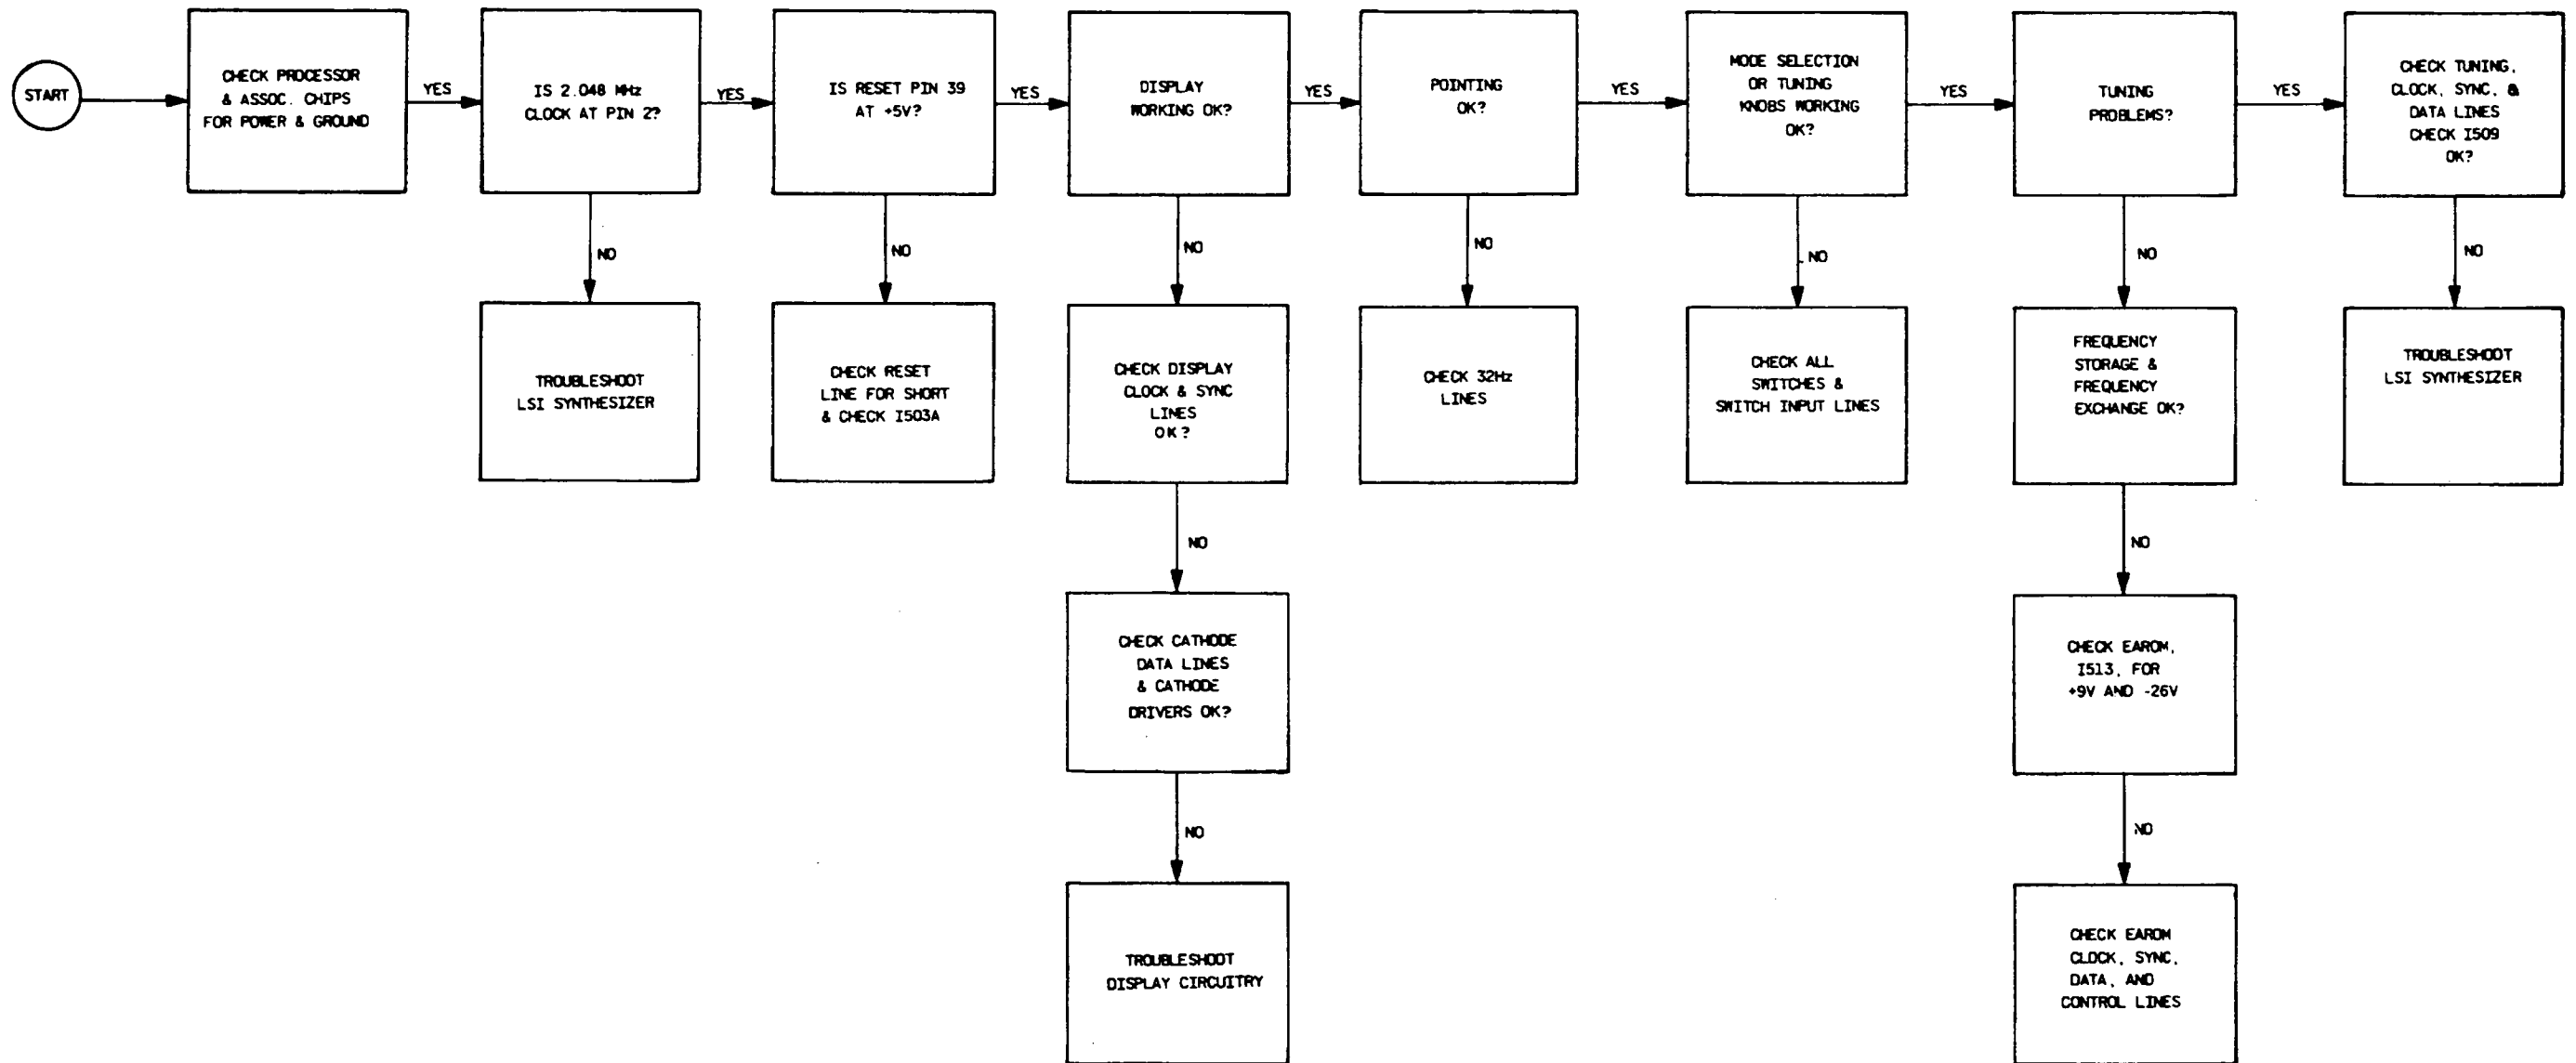 START
CHECK PROCESSOR
& ASSOC. CHIPS
FOR POWER & GROUND
YES
IS 2.048 MHz
CLOCK AT PIN 2?
YES
IS RESET PIN 39
AT +5V?
YES
DISPLAY
WORKING OK?
YES
POINTING
OK?
YES
MODE SELECTION
OR TUNING
KNOBS WORKING
OK?
YES
TUNING
PROBLEMS?
YES
CHECK TUNING,
CLOCK, SYNC, &
DATA LINES
CHECK I509
OK?
NO
NO
NO
NO
NO
NO
NO
TROUBLESHOOT
LSI SYNTHESIZER
CHECK RESET
LINE FOR SHORT
& CHECK I503A
CHECK DISPLAY
CLOCK & SYNC
LINES
OK?
CHECK 32Hz
LINES
CHECK ALL
SWITCHES &
SWITCH INPUT LINES
FREQUENCY
STORAGE &
FREQUENCY
EXCHANGE OK?
TROUBLESHOOT
LSI SYNTHESIZER
NO
NO
CHECK CATHODE
DATA LINES
& CATHODE
DRIVERS OK?
CHECK EAROM,
I513, FOR
+9V AND -26V
NO
NO
TROUBLESHOOT
DISPLAY CIRCUITRY
CHECK EAROM
CLOCK, SYNC,
DATA, AND
CONTROL LINES